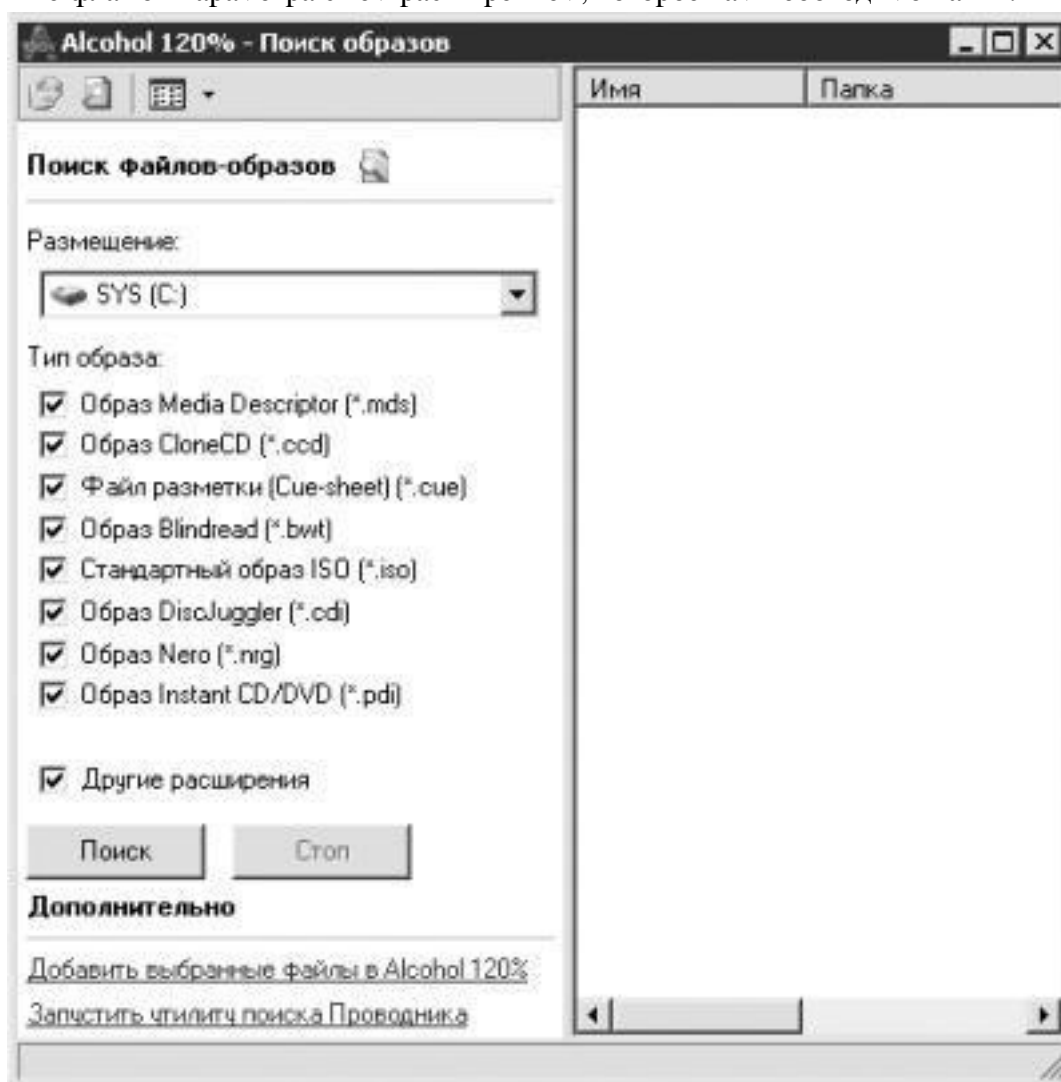 Alcohol 120% - Поиск образов
Имя Папка
Поиск файлов-образов
Размещение:
SYS (C:)
Тип образа:
Образ Media Descriptor (*.mds)
Образ CloneCD (*.ccd)
Файл разметки (Cue-sheet) (*.cue)
Образ Blindread (*.bwt)
Стандартный образ ISO (*.iso)
Образ DiscJuggler (*.cdi)
Образ Nero (*.nrg)
Образ Instant CD/DVD (*.pdi)
Другие расширения
Поиск Стоп
Дополнительно
Добавить выбранные файлы в Alcohol 120%
Запустить утилиту поиска Проводника